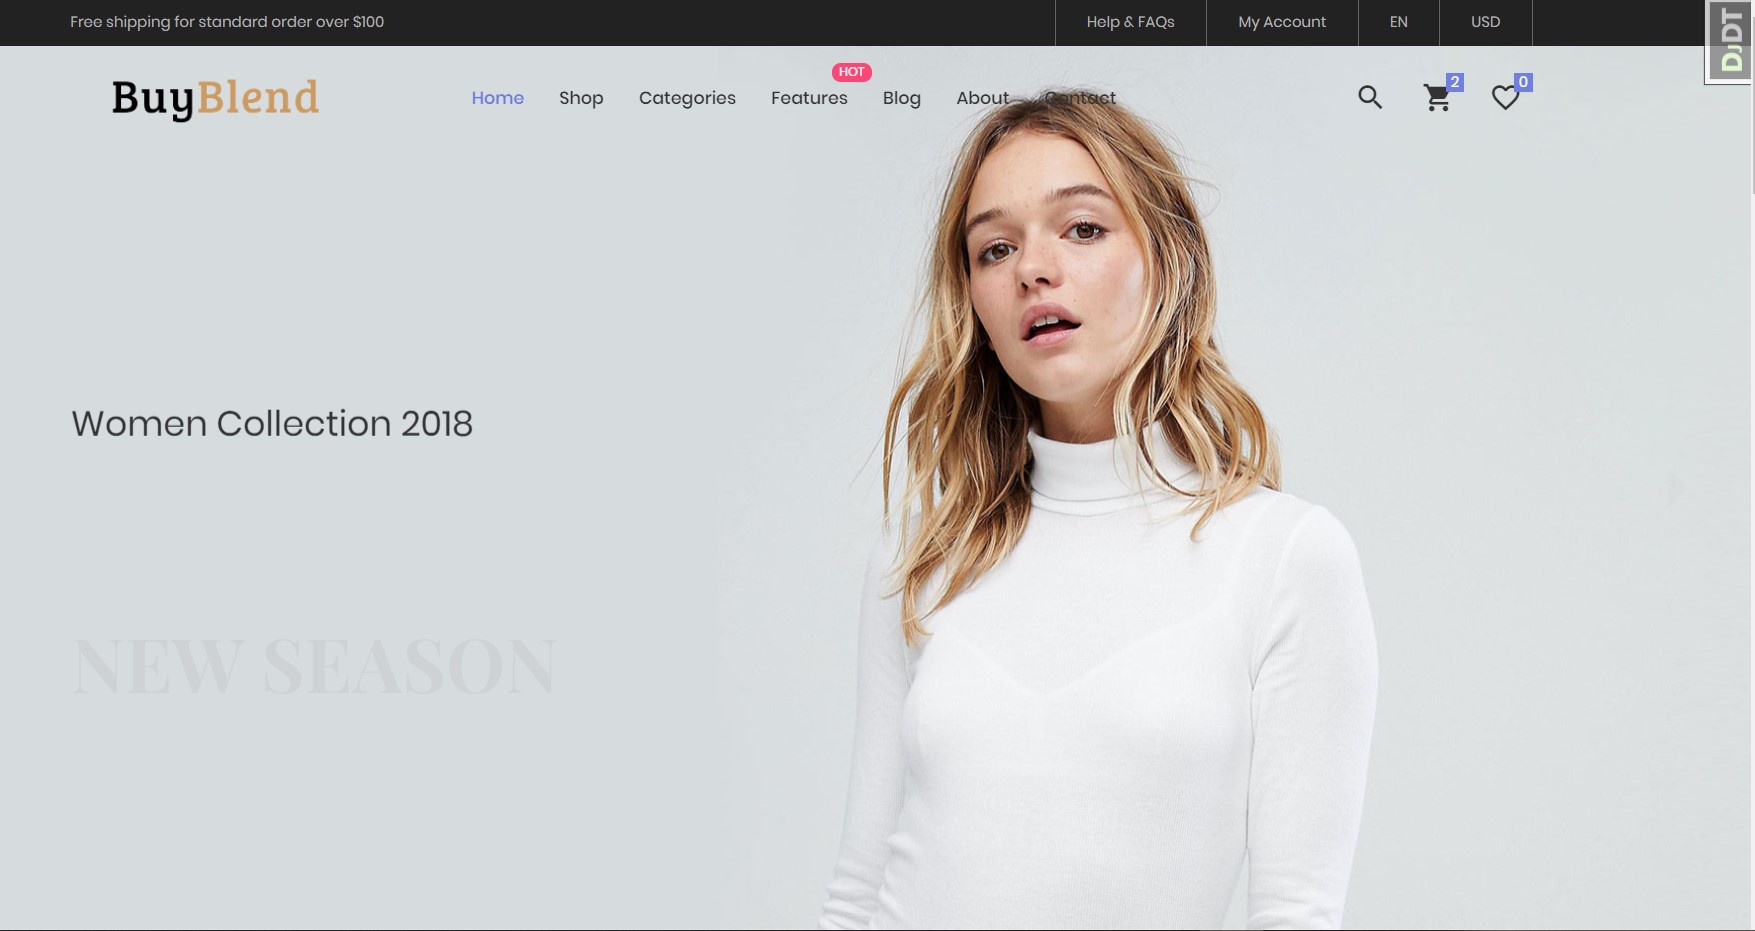 Free shipping for standard order over $100
Help & FAQs
My Account
EN
USD
DjDT
BuyBlend
Home
Shop
Categories
Features
HOT
Blog
About
Contact
2
0
Women Collection 2018
NEW SEASON